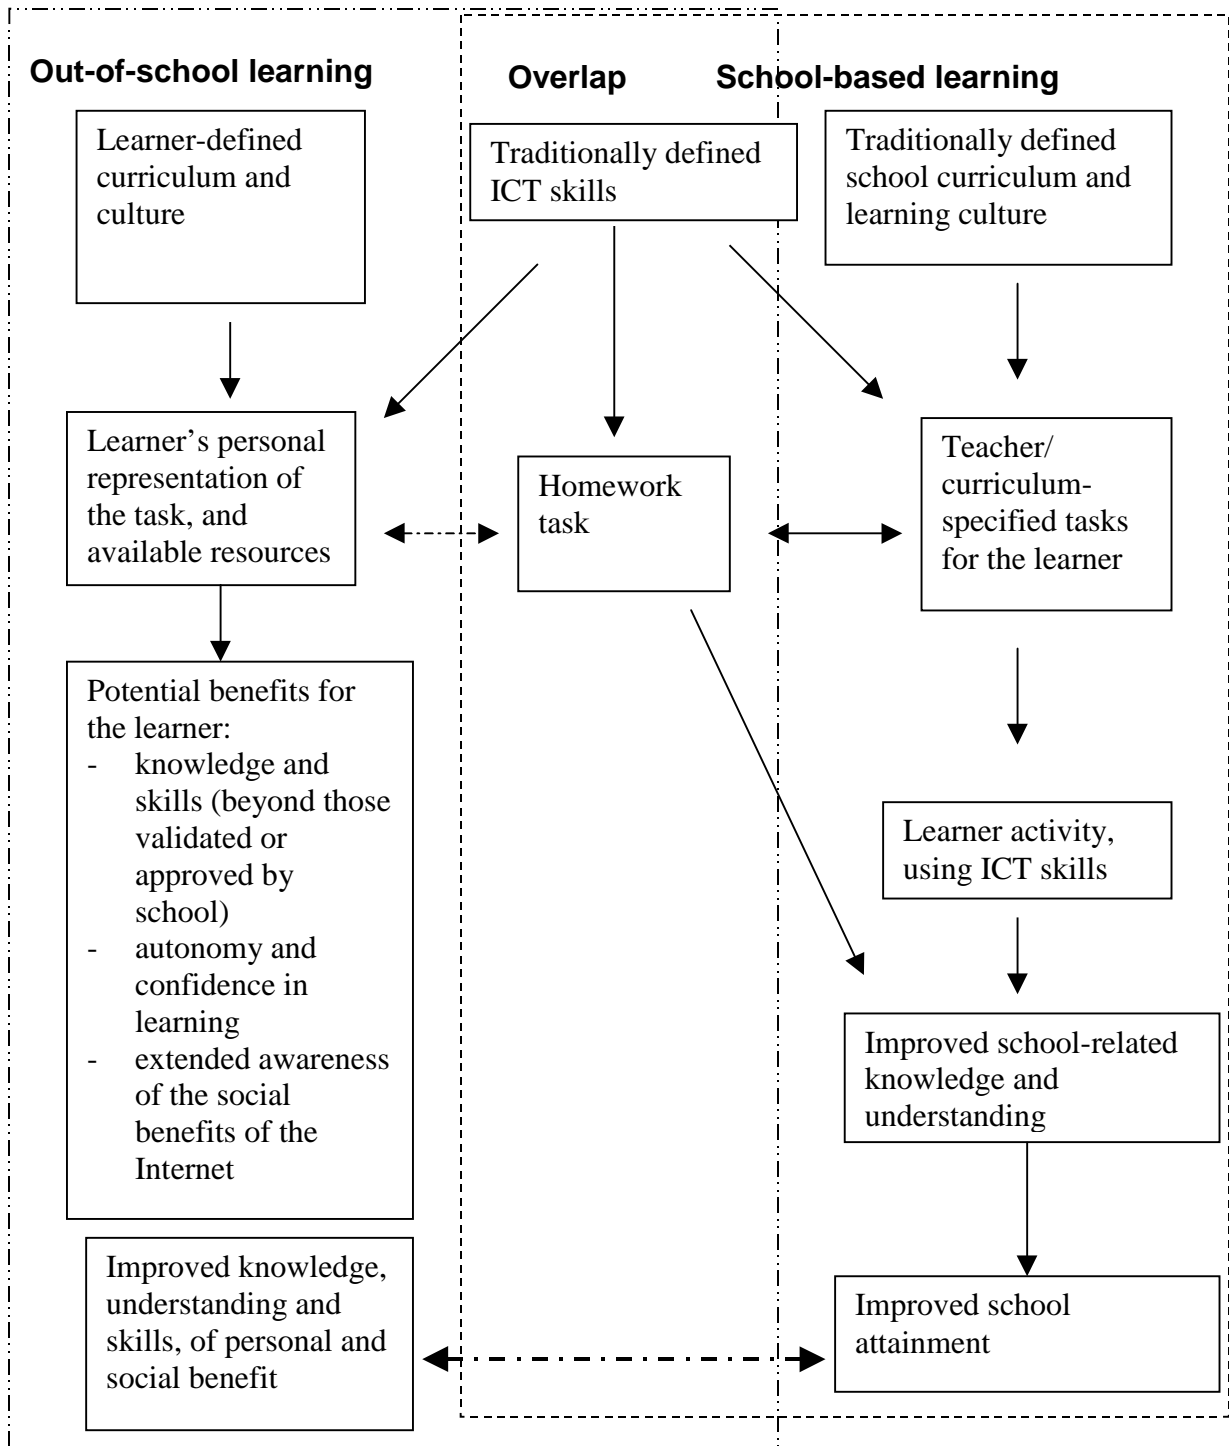 Out-of-school learning
Overlap
School-based learning
Learner-defined
curriculum and
culture
Traditionally defined
ICT skills
Traditionally defined
school curriculum and
learning culture
Learner’s personal
representation of
the task, and
available resources
Homework
task
Teacher/
curriculum-
specified tasks
for the learner
Potential benefits for
the learner:
- knowledge and
skills (beyond those
validated or
approved by
school)
- autonomy and
confidence in
learning
- extended awareness
of the social
benefits of the
Internet
Learner activity,
using ICT skills
Improved school-related
knowledge and
understanding
Improved knowledge,
understanding and
skills, of personal and
social benefit
Improved school
attainment